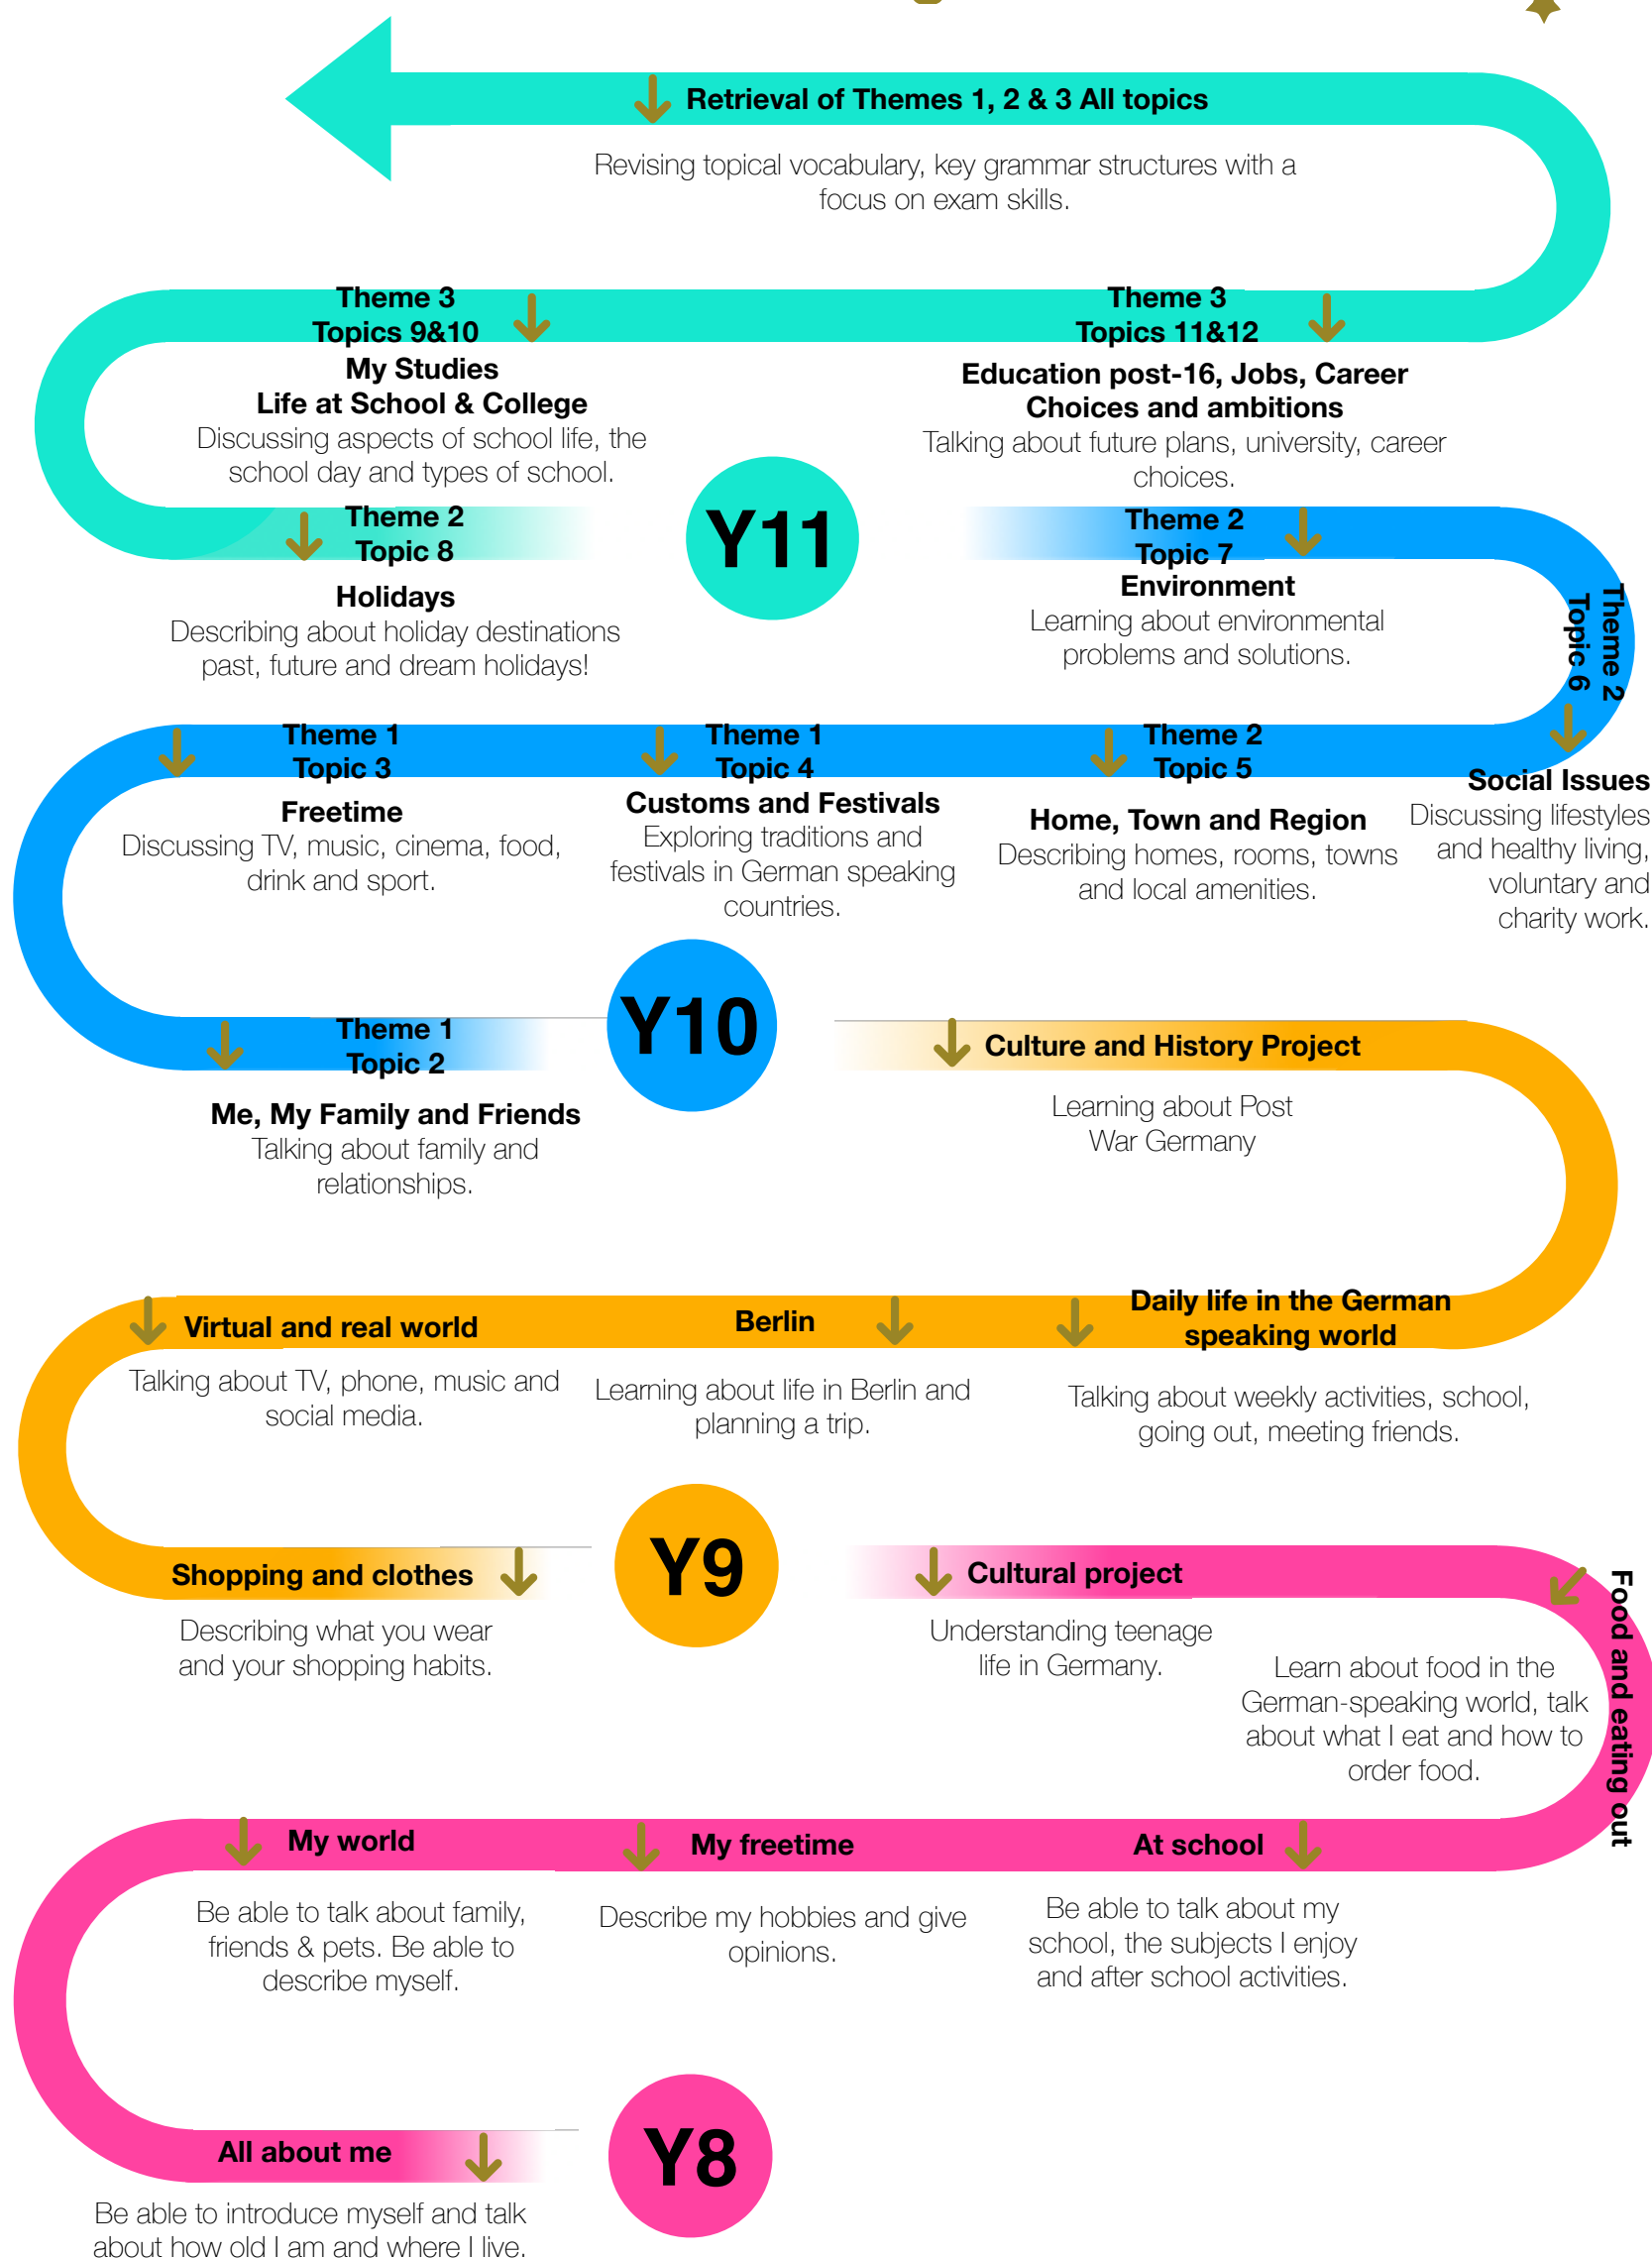 Retrieval of Themes 1, 2 & 3 All topics
Revising topical vocabulary, key grammar structures with a
focus on exam skills.
Theme 3
Topics 9&10
My Studies
Life at School & College
Discussing aspects of school life, the
school day and types of school.
Theme 3
Topics 11&12
Education post-16, Jobs, Career
Choices and ambitions
Talking about future plans, university, career
choices.
Theme 2
Topic 8
Holidays
Describing about holiday destinations
past, future and dream holidays!
Y11
Theme 2
Topic 7
Environment
Learning about environmental
problems and solutions.
Theme 2
Topic 6
Social Issues
Discussing lifestyles
and healthy living,
voluntary and
charity work.
Theme 1
Topic 3
Freetime
Discussing TV, music, cinema, food,
drink and sport.
Theme 1
Topic 4
Customs and Festivals
Exploring traditions and
festivals in German speaking
countries.
Theme 2
Topic 5
Home, Town and Region
Describing homes, rooms, towns
and local amenities.
Theme 1
Topic 2
Me, My Family and Friends
Talking about family and
relationships.
Y10
Culture and History Project
Learning about Post
War Germany
Virtual and real world
Talking about TV, phone, music and
social media.
Berlin
Learning about life in Berlin and
planning a trip.
Daily life in the German
speaking world
Talking about weekly activities, school,
going out, meeting friends.
Shopping and clothes
Describing what you wear
and your shopping habits.
Y9
Cultural project
Understanding teenage
life in Germany.
Food and eating out
Learn about food in the
German-speaking world, talk
about what I eat and how to
order food.
My world
Be able to talk about family,
friends & pets. Be able to
describe myself.
My freetime
Describe my hobbies and give
opinions.
At school
Be able to talk about my
school, the subjects I enjoy
and after school activities.
All about me
Be able to introduce myself and talk
about how old I am and where I live.
Y8